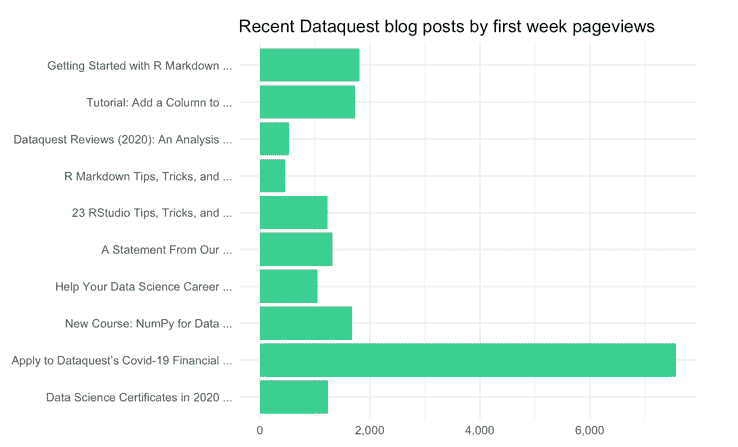 Recent Dataquest blog posts by first week pageviews
Getting Started with R Markdown ...
Tutorial: Add a Column to ...
Dataquest Reviews (2020): An Analysis ...
R Markdown Tips, Tricks, and ...
23 RStudio Tips, Tricks, and ...
A Statement From Our ...
Help Your Data Science Career ...
New Course: NumPy for Data ...
Apply to Dataquest's Covid-19 Financial ...
Data Science Certificates in 2020 ...
0 2,000 4,000 6,000